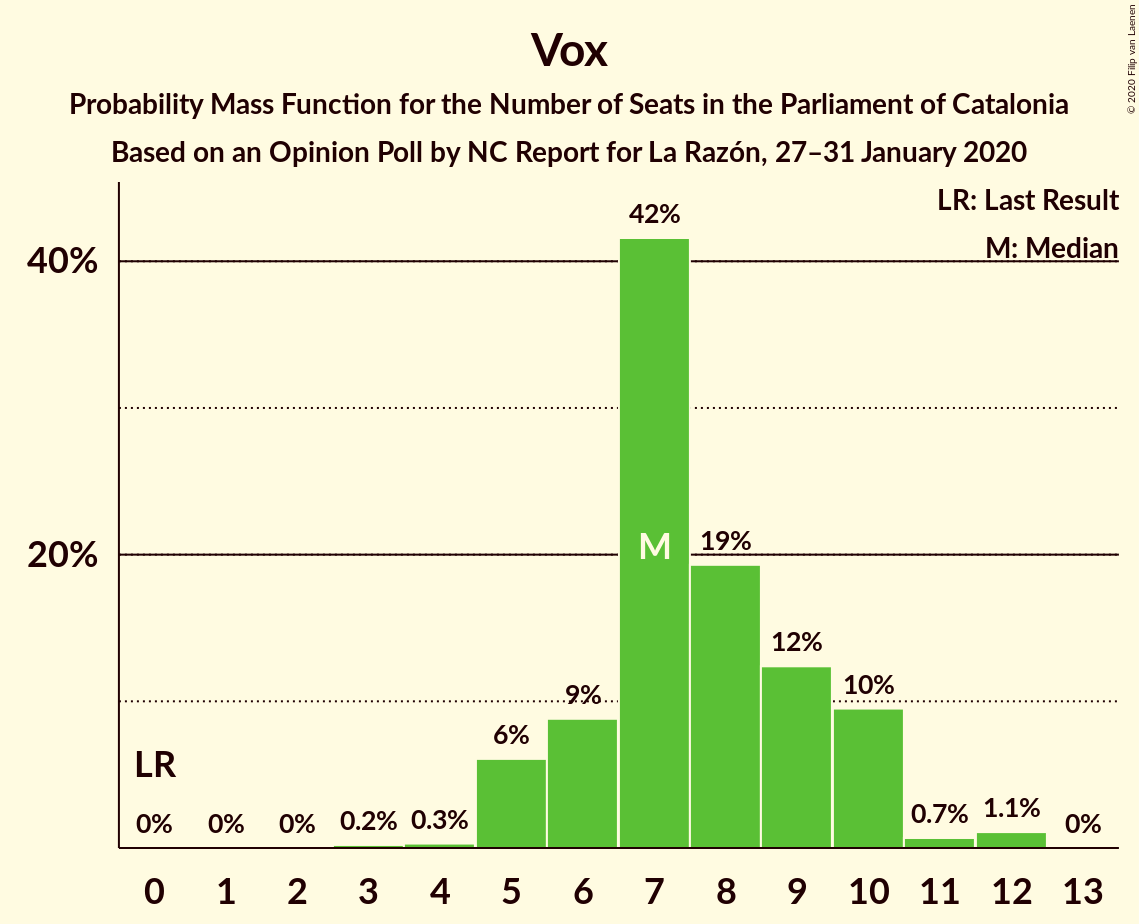 Vox
Probability Mass Function for the Number of Seats in the Parliament of Catalonia
Based on an Opinion Poll by NC Report for La Razón, 27–31 January 2020
© 2020 Filip van Laenen
LR: Last Result
M: Median
42%
40%
M
19%
20%
12%
10%
9%
6%
LR
0% 0% 0% 0.2% 0.3% 0.7% 1.1% 0%
0 1 2 3 4 5 6 7 8 9 10 11 12 13